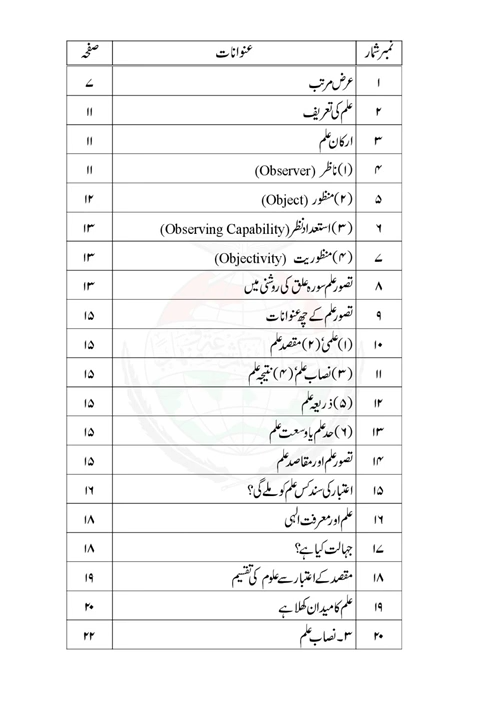 نمبر شمار عنوانات صفحہ
۱ عرض مرتب ۷
۲ علم کی تعریف ۱۱
۳ ارکان علم ۱۱
۴ (۱) ناظر (Observer) ۱۱
۵ (۲) منظور (Object) ۱۲
۶ (۳) استعداد نظر (Observing Capability) ۱۳
۷ (۴) منظوریت (Objectivity) ۱۳
۸ تصور علم سورہ علق کی روشنی میں ۱۳
۹ تصور علم کے چھ عنوانات ۱۵
۱۰ (۱) علمیٗ (۲) مقصد علم ۱۵
۱۱ (۳) نصاب علمٗ (۴) نتیجہ علم ۱۵
۱۲ (۵) ذریعہ علم ۱۵
۱۳ (۶) حد علم یا وسعت علم ۱۵
۱۴ تصور علم اور مقاصد علم ۱۵
۱۵ اعتبار کی سند کس علم کو ملے گی؟ ۱۶
۱۶ علم اور معرفت الہی ۱۸
۱۷ جہالت کیا ہے؟ ۱۸
۱۸ مقصد کے اعتبار سے علوم کی تقسیم ۱۹
۱۹ علم کا میدان کھلا ہے ۲۰
۲۰ ۳۔ نصاب علم ۲۲